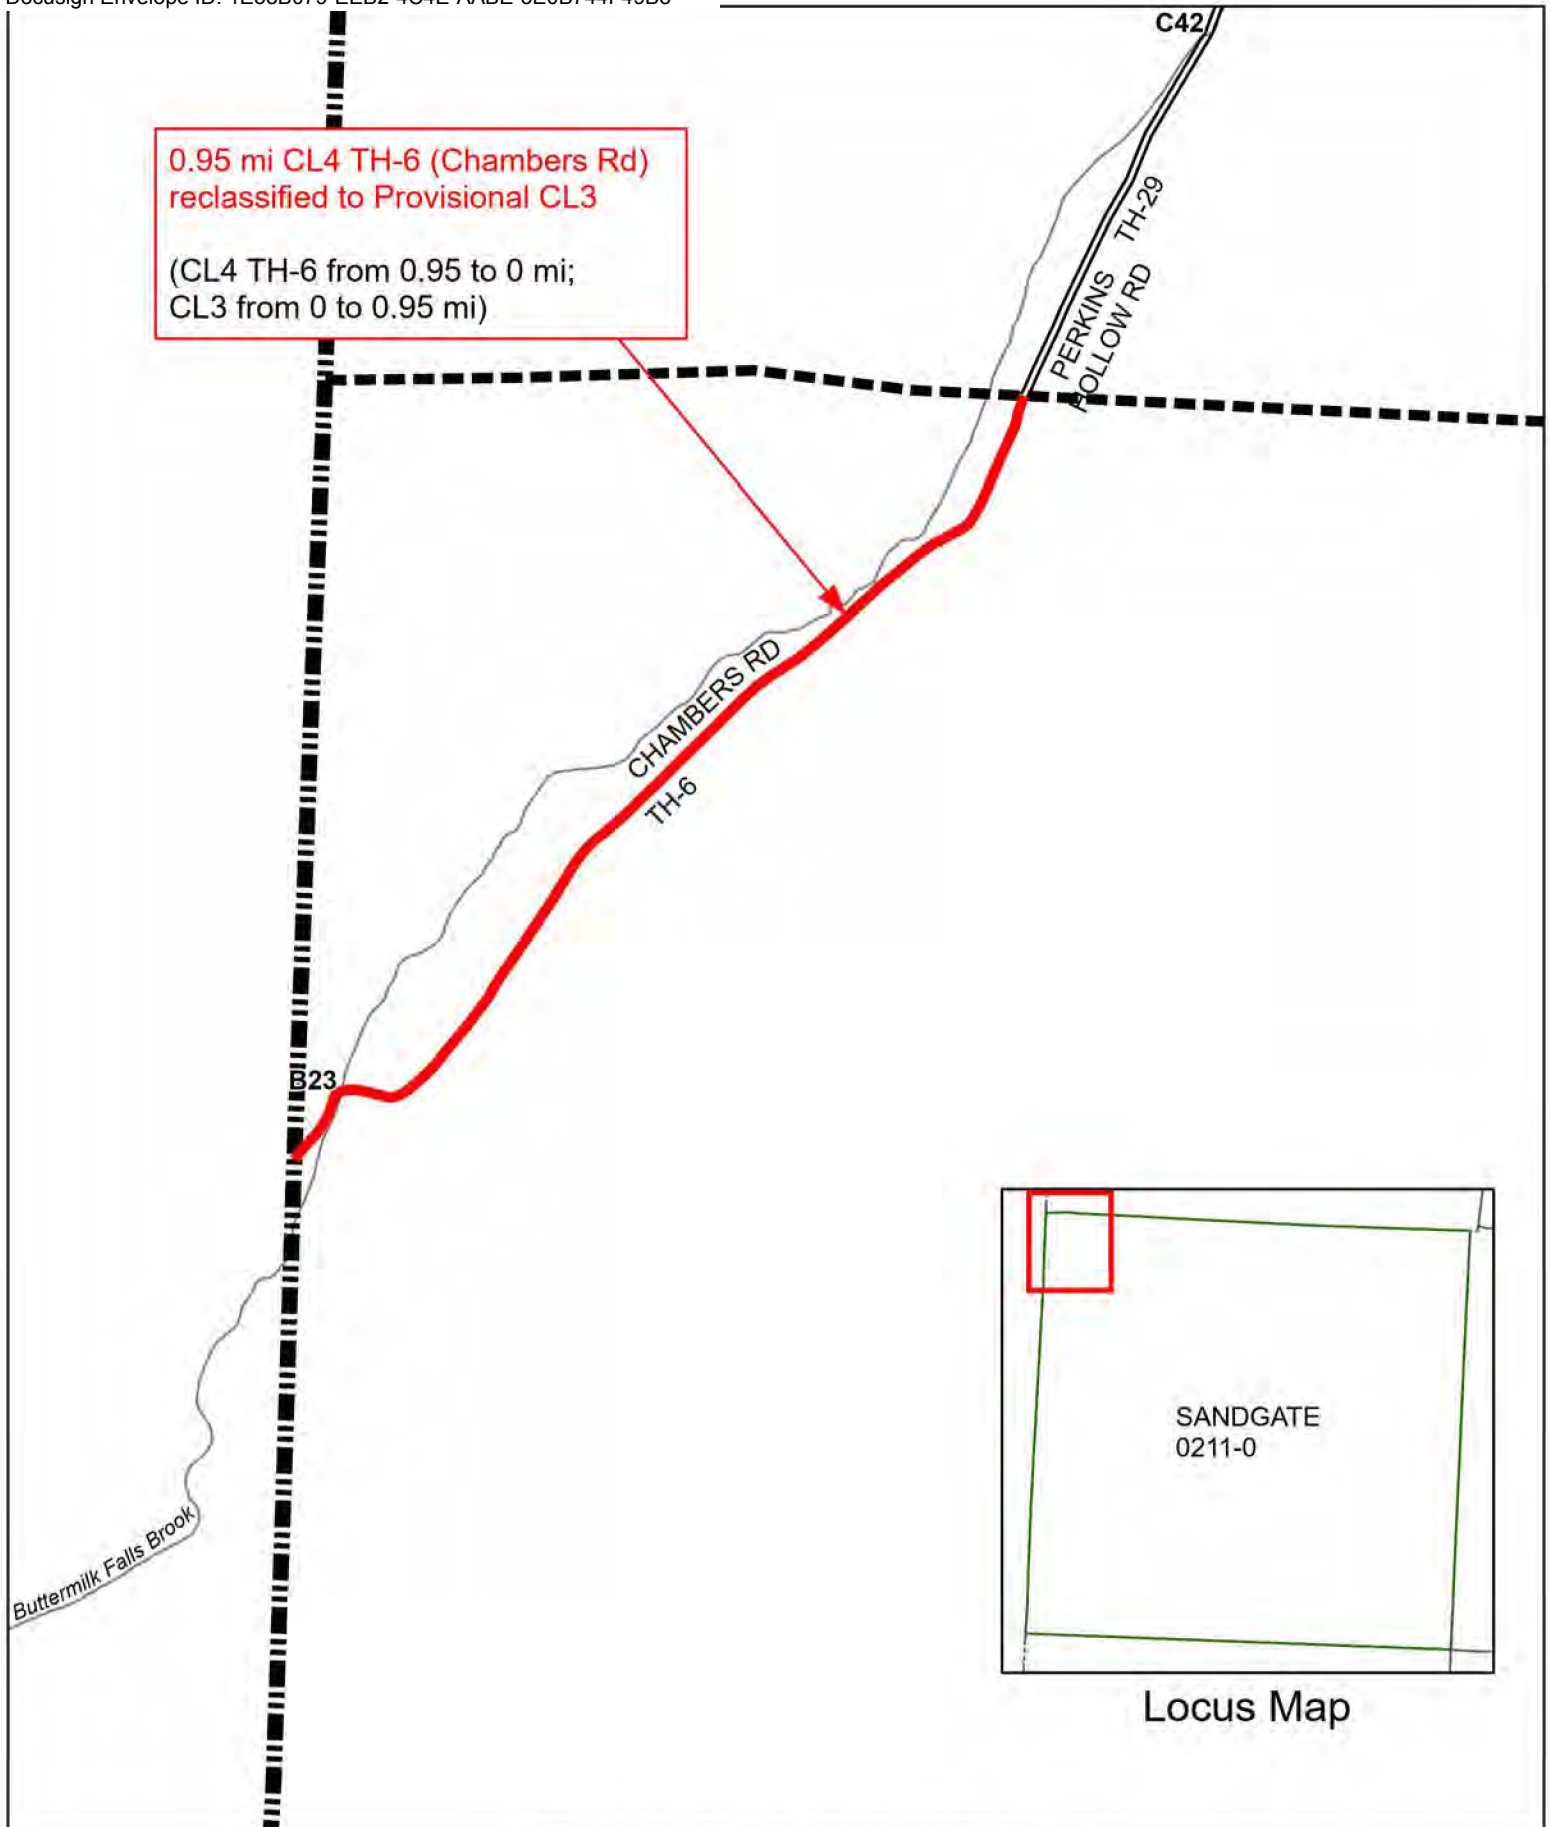 C42
0.95 mi CL4 TH-6 (Chambers Rd)
reclassified to Provisional CL3
(CL4 TH-6 from 0.95 to 0 mi;
CL3 from 0 to 0.95 mi)
TH-29
PERKINS
HOLLOW RD
CHAMBERS RD
TH-6
B23
SANDGATE
0211-0
Buttermilk Falls Brook
Locus Map